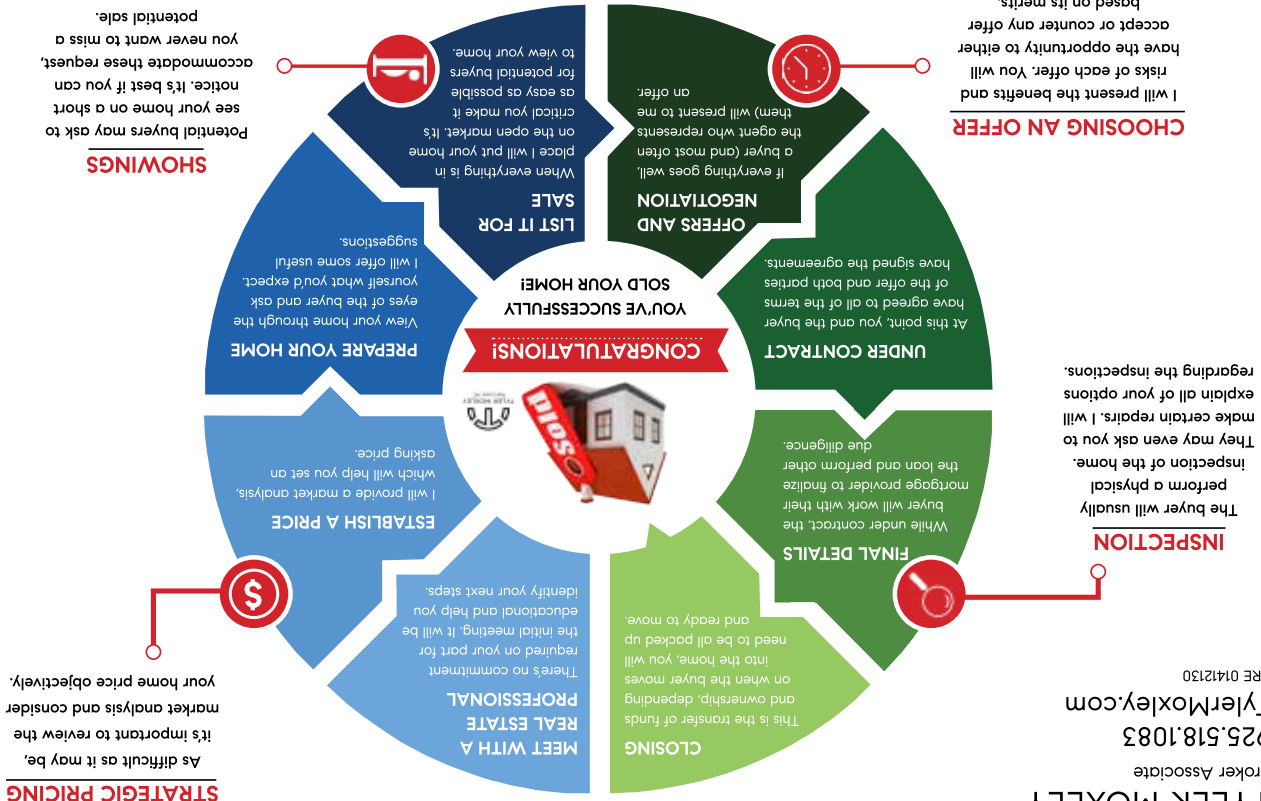 TYLER MOXLEY
roker Associate
925.518.1083
TylerMoxley.com
RE 01412130
STRATEGIC PRICING
As difficult as it may be,
it's important to review the
market analysis and consider
your home price objectively.
MEET WITH A
REAL ESTATE
PROFESSIONAL
There's no commitment
required on your part for
the initial meeting. It will be
educational and help you
identify your next steps.
$
ESTABLISH A PRICE
I will provide a market analysis,
which will help you set an
asking price.
PREPARE YOUR HOME
View your home through the
eyes of the buyer and ask
yourself what you'd expect.
I will offer some useful
suggestions.
LIST IT FOR
SALE
When everything is in
place I will put your home
on the open market. It's
critical you make it
as easy as possible
for potential buyers
to view your home.
SHOWINGS
Potential buyers may ask to
see your home on a short
notice. It's best if you can
accommodate these request,
you never want to miss a
potential sale.
OFFERS AND
NEGOTIATION
If everything goes well,
a buyer (and most often
the agent who represents
them) will present to me
an offer.
CHOOSING AN OFFER
I will present the benefits and
risks of each offer. You will
have the opportunity to either
accept or counter any offer
based on its merits.
UNDER CONTRACT
At this point, you and the buyer
have agreed to all of the terms
of the offer and both parties
have signed the agreements.
FINAL DETAILS
While under contract, the
buyer will work with their
mortgage provider to finalize
the loan and perform other
due diligence.
INSPECTION
The buyer will usually
perform a physical
inspection of the home.
They may even ask you to
make certain repairs. I will
explain all of your options
regarding the inspections.
CLOSING
This is the transfer of funds
and ownership, depending
on when the buyer moves
into the home, you will
need to be all packed up
and ready to move.
Sold
TYLER MOXLEY
CONGRATULATIONS!
YOU'VE SUCCESSFULLY
SOLD YOUR HOME!